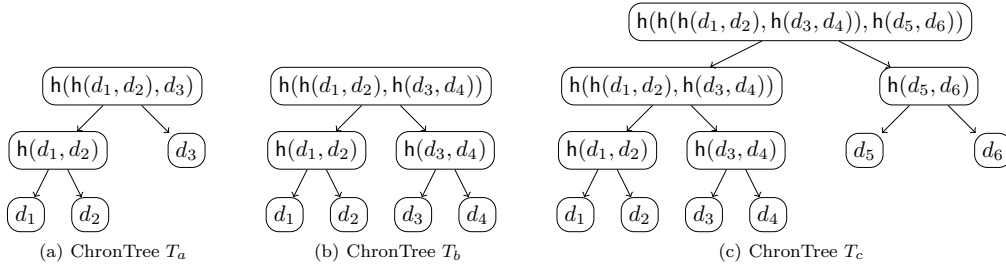 h(h(h(d₁, d₂), h(d₃, d₄)), h(d₅, d₆))
h(h(d₁, d₂), d₃)
h(h(d₁, d₂), h(d₃, d₄))
h(h(d₁, d₂), h(d₃, d₄))
h(d₅, d₆)
h(d₁, d₂)
d₃
h(d₁, d₂)
h(d₃, d₄)
h(d₁, d₂)
h(d₃, d₄)
d₅
d₆
d₁
d₂
d₁
d₂
d₃
d₄
d₁
d₂
d₃
d₄
(a) ChronTree Tₐ
(b) ChronTree T_b
(c) ChronTree T_c